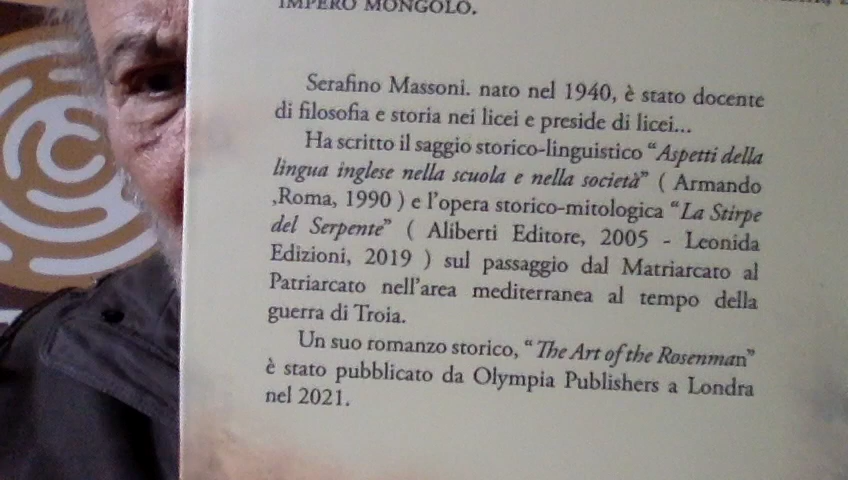 IMPERO MONGOLO.
Serafino Massoni. nato nel 1940, è stato docente
di filosofia e storia nei licei e preside di licei...
Ha scritto il saggio storico-linguistico “Aspetti della
lingua inglese nella scuola e nella società” ( Armando
,Roma, 1990 ) e l’opera storico-mitologica “La Stirpe
del Serpente” ( Aliberti Editore, 2005 - Leonida
Edizioni, 2019 ) sul passaggio dal Matriarcato al
Patriarcato nell’area mediterranea al tempo della
guerra di Troia.
Un suo romanzo storico, “ The Art of the Rosenman”
è stato pubblicato da Olympia Publishers a Londra
nel 2021.